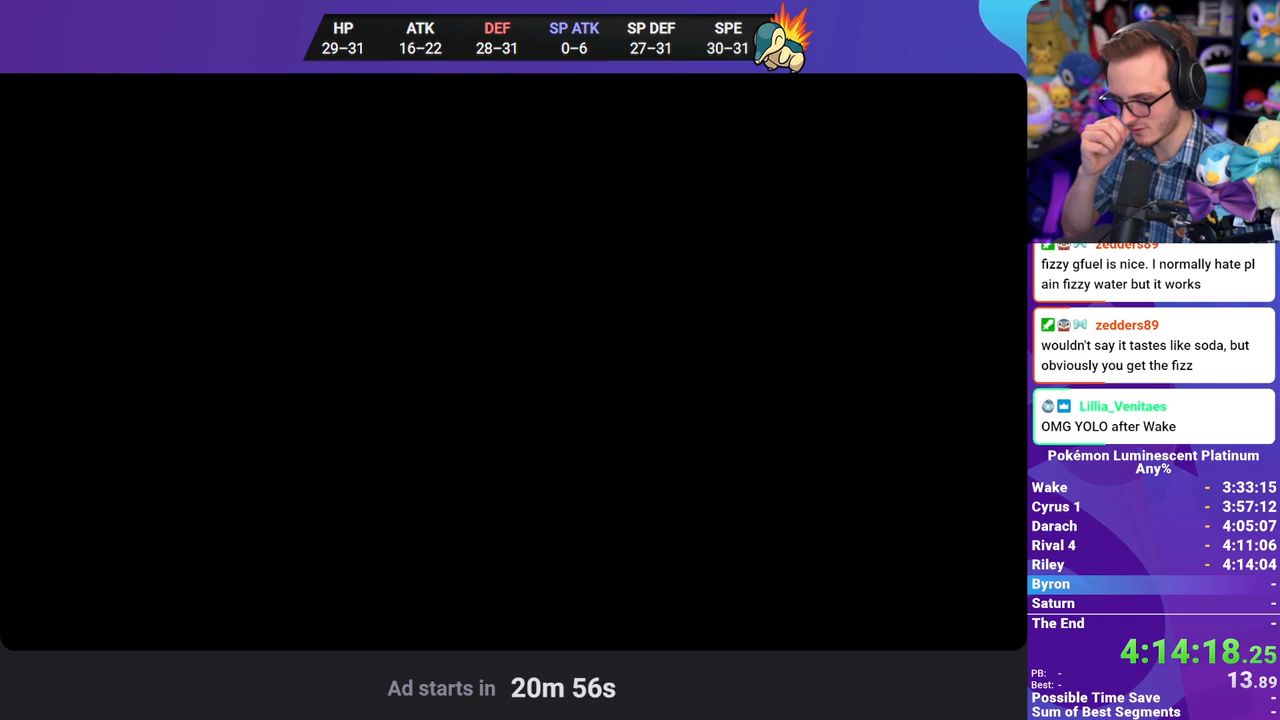 HP ATK DEF SP ATK SP DEF SPE
29–31 16–22 28–31 0–6 27–31 30–31
zedders89
fizzy gfuel is nice. I normally hate pl
ain fizzy water but it works
zedders89
wouldn't say it tastes like soda, but
obviously you get the fizz
Lillia_Venitaes
OMG YOLO after Wake
Pokémon Luminescent Platinum
Any%
Wake - 3:33:15
Cyrus 1 - 3:57:12
Darach - 4:05:07
Rival 4 - 4:11:06
Riley - 4:14:04
Byron -
Saturn -
The End -
4:14:18.25
PB: -
Best: - 13.89
Possible Time Save -
Sum of Best Segments -
Ad starts in 20m 56s